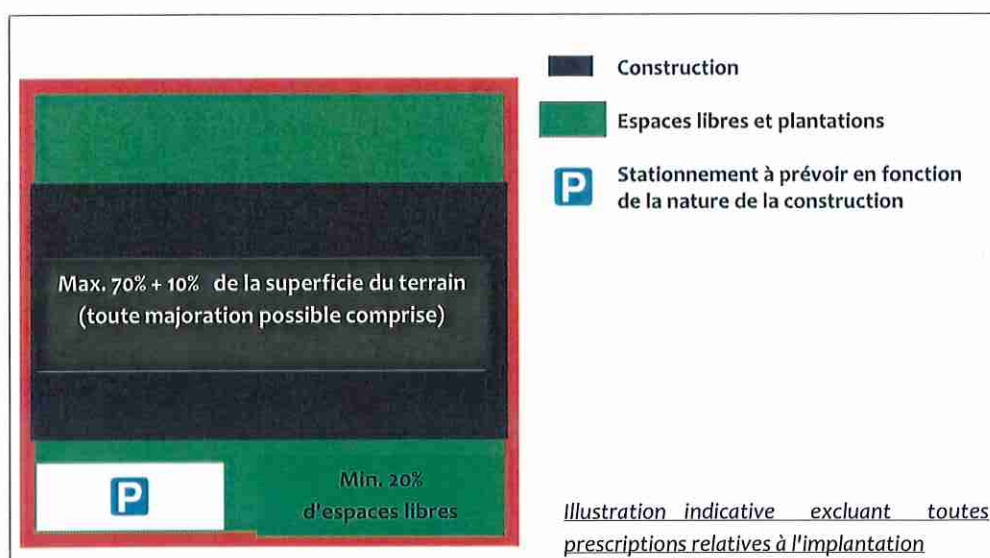 Construction
Espaces libres et plantations
P
Stationnement à prévoir en fonction
de la nature de la construction
Max. 70% + 10% de la superficie du terrain
(toute majoration possible comprise)
P
Min. 20%
d'espaces libres
Illustration indicative excluant toutes
prescriptions relatives à l'implantation